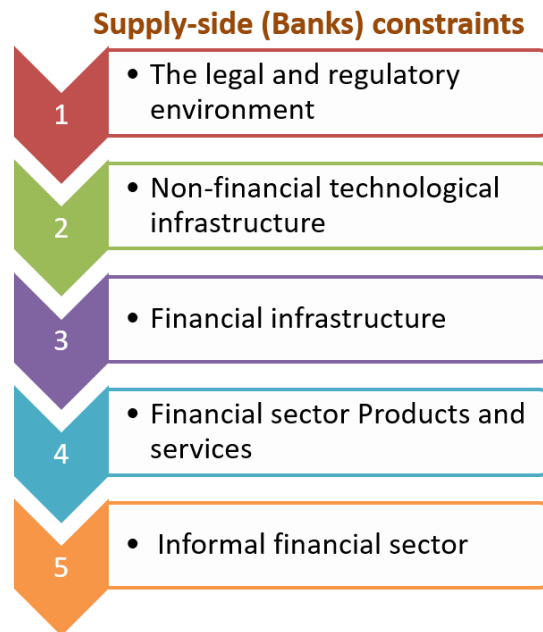 Supply-side (Banks) constraints
1
• The legal and regulatory
environment
2
• Non-financial technological
infrastructure
3
• Financial infrastructure
4
• Financial sector Products and
services
5
• Informal financial sector